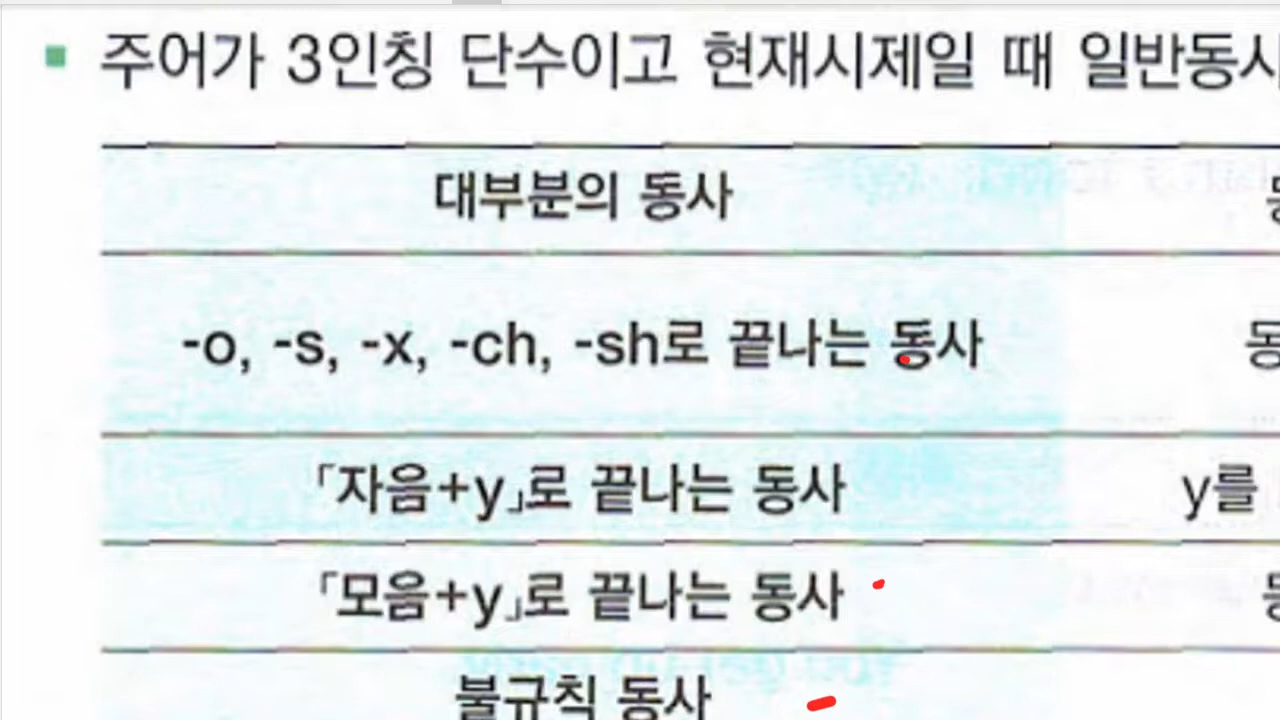 주어가 3인칭 단수이고 현재시제일 때 일반동사
대부분의 동사
-o, -s, -x, -ch, -sh로 끝나는 동사
「자음+y」로 끝나는 동사 y를
「모음+y」로 끝나는 동사
불규칙 동사